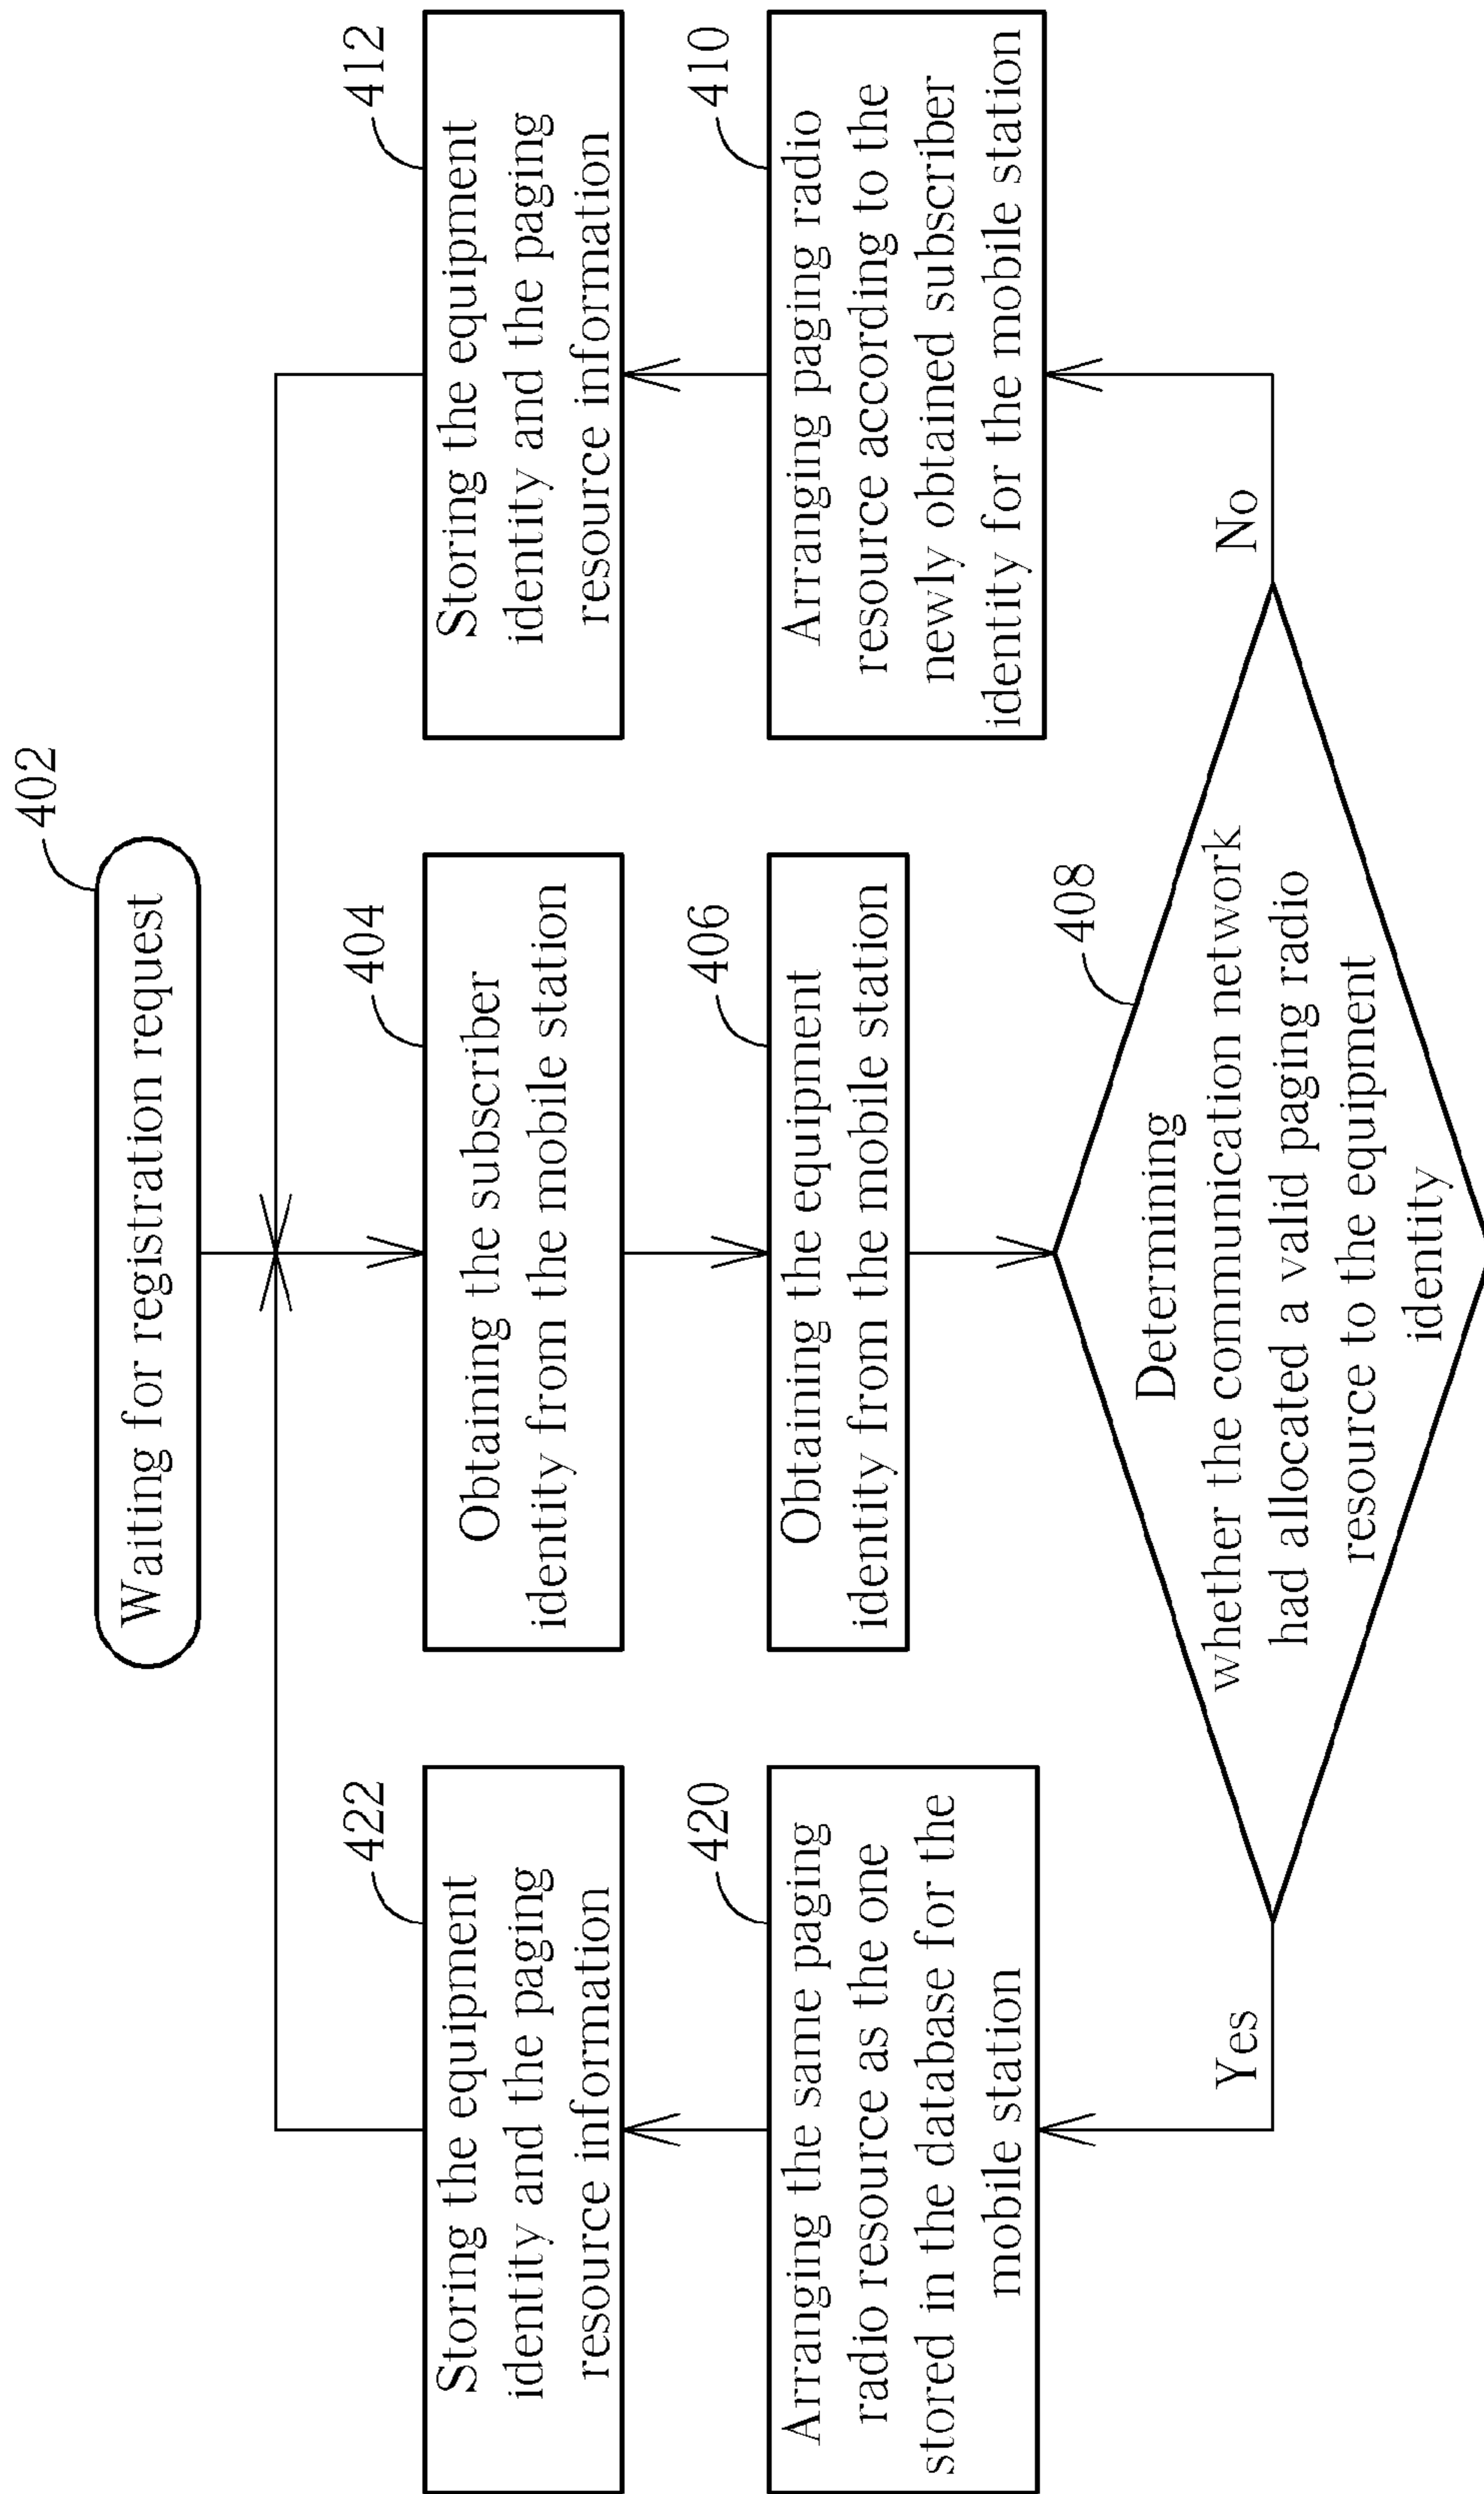 402
Waiting for registration request
422
Storing the equipment
identity and the paging
resource information
404
Obtaining the subscriber
identity from the mobile station
412
Storing the equipment
identity and the paging
resource information
420
Arranging the same paging
radio resource as the one
stored in the database for the
mobile station
406
Obtaining the equipment
identity from the mobile station
410
Arranging paging radio
resource according to the
newly obtained subscriber
identity for the mobile station
408
Determining
whether the communication network
had allocated a valid paging radio
resource to the equipment
identity
Yes
No